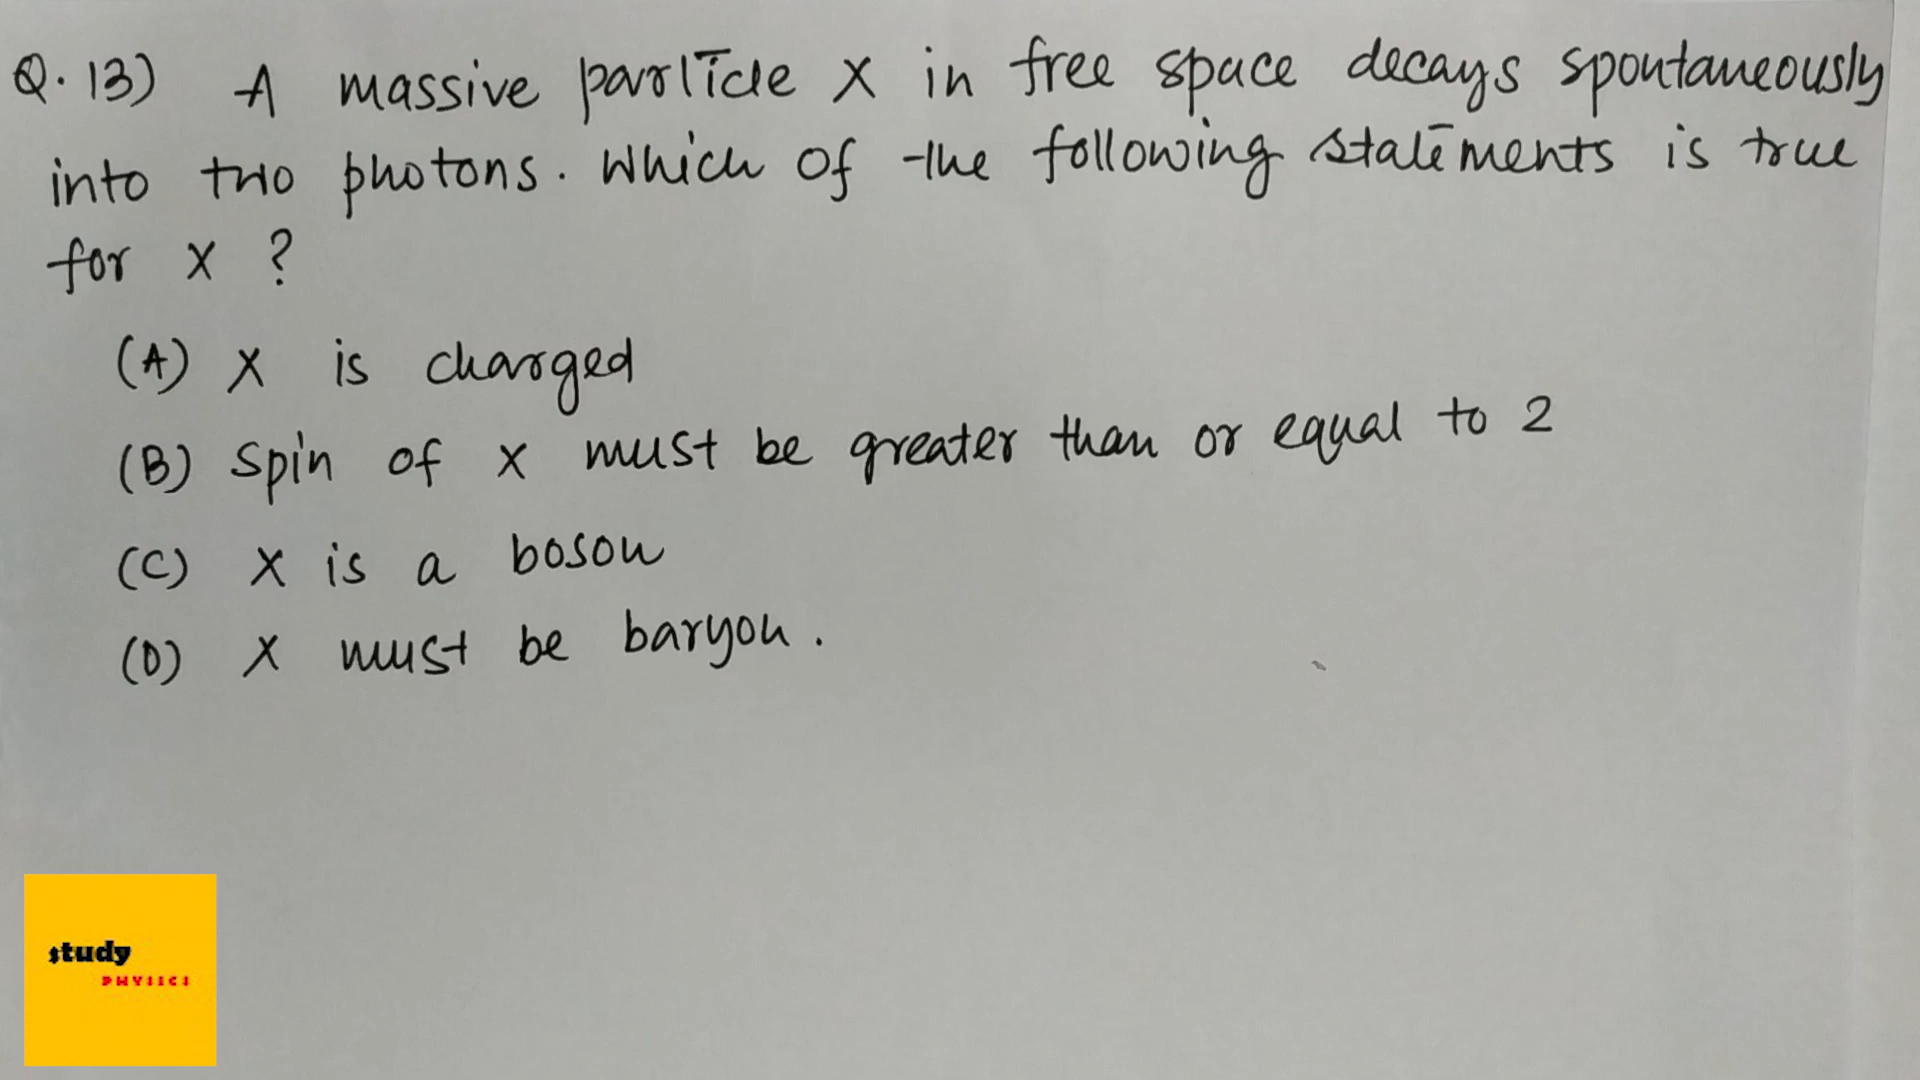 Q. 13) A massive particle X in free space decays spontaneously
into two photons. Which of the following statements is true
for X ?
(A) X is charged
(B) Spin of X must be greater than or equal to 2
(C) X is a boson
(D) X must be baryon.
study
PHYSICS